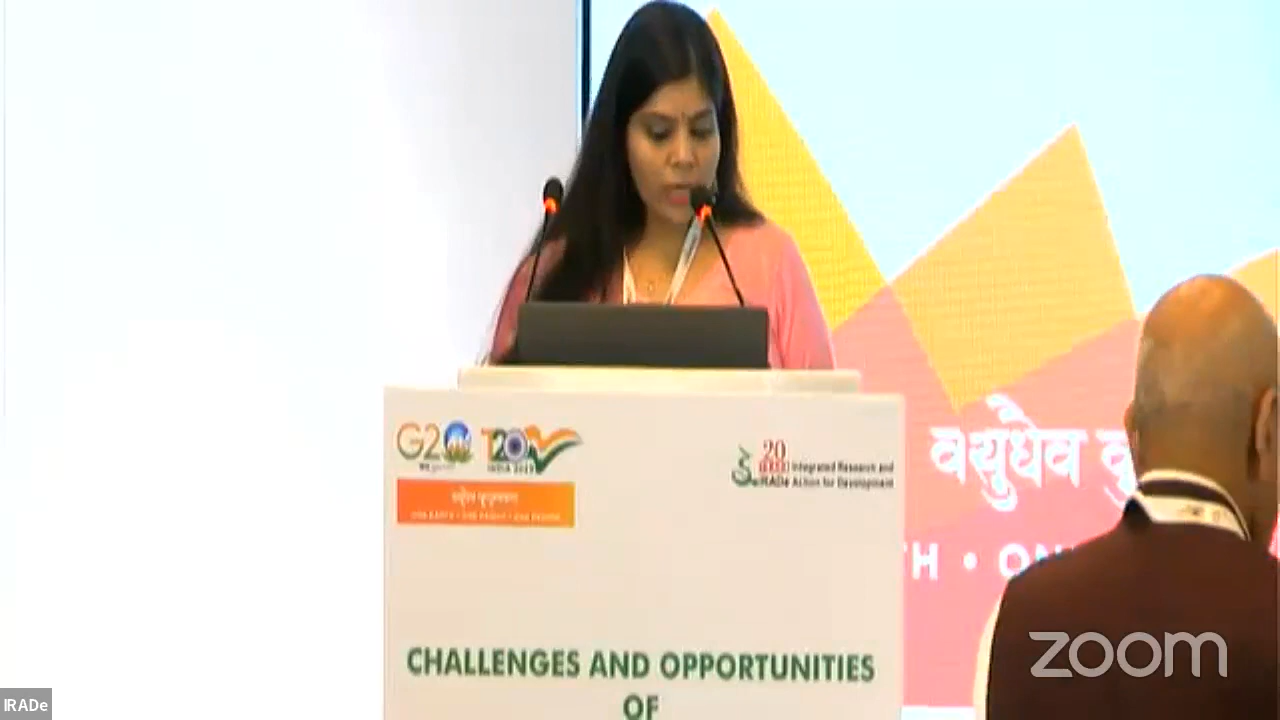 वसुधैव कु
TH • ON
G20
T20
INDIA 2023
20
YEARS
IRADe
Integrated Research and
Action for Development
CHALLENGES AND OPPORTUNITIES
OF
zoom
IRADe